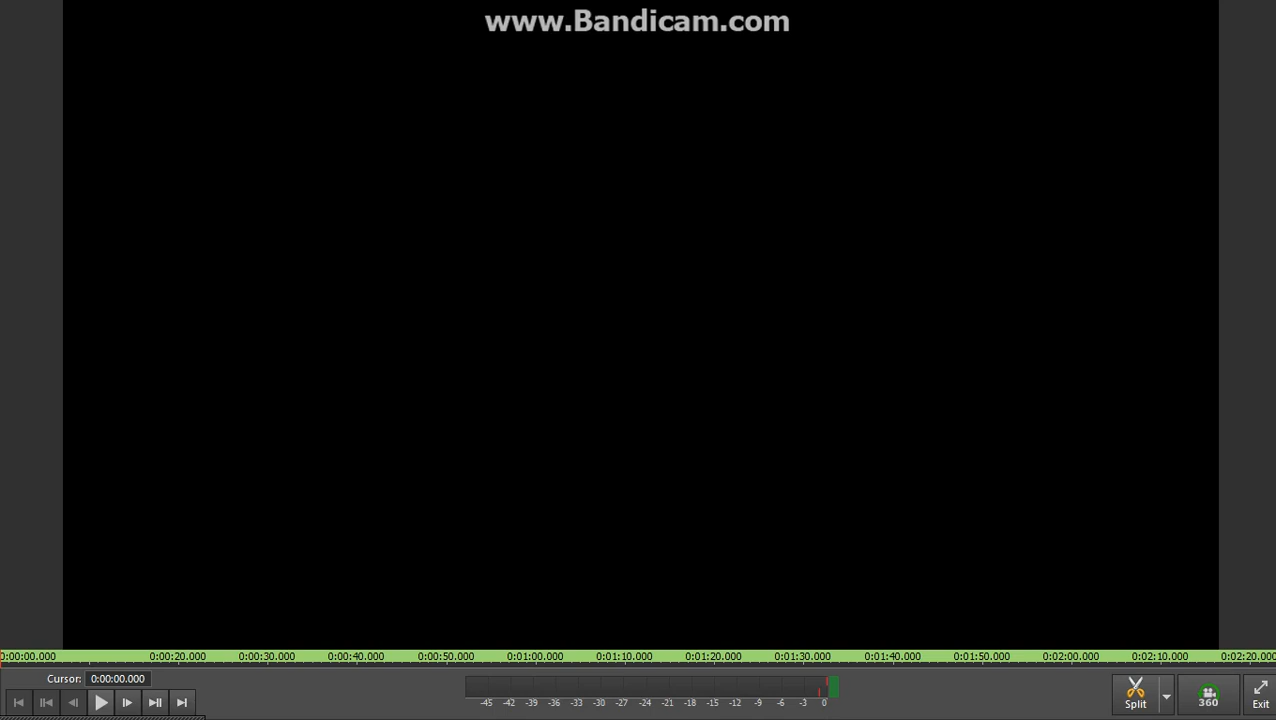 www.Bandicam.com
0:00:00.000 0:00:20.000 0:00:30.000 0:00:40.000 0:00:50.000 0:01:00.000 0:01:10.000 0:01:20.000 0:01:30.000 0:01:40.000 0:01:50.000 0:02:00.000 0:02:10.000 0:02:20.000
Cursor: 0:00:00.000
-45 -42 -39 -36 -33 -30 -27 -24 -21 -18 -15 -12 -9 -6 -3 0
Split 360 Exit